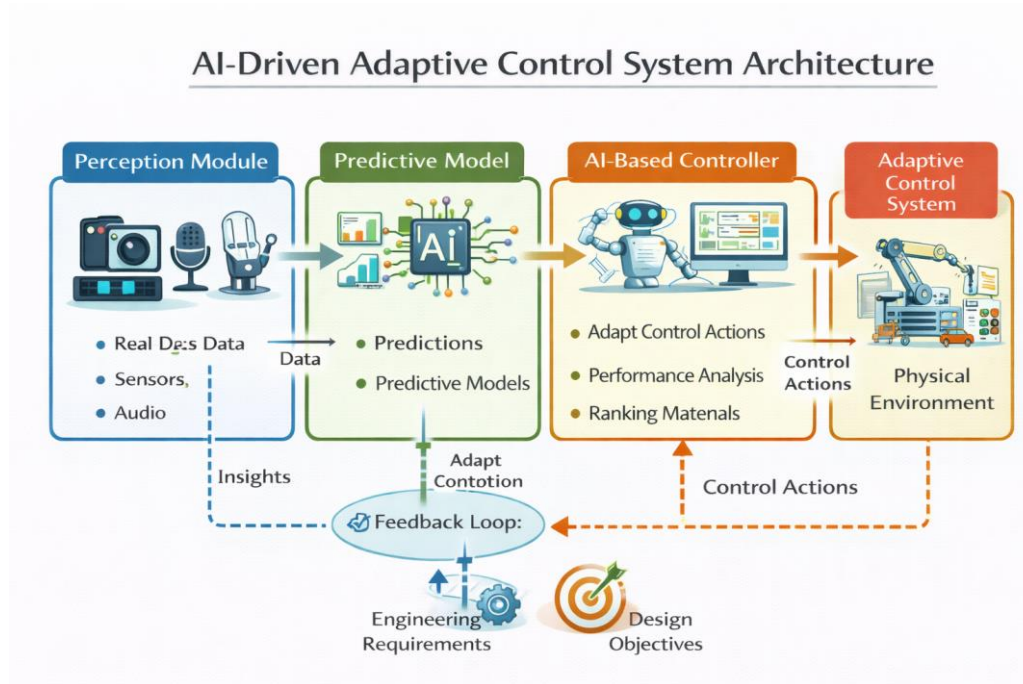 AI-Driven Adaptive Control System Architecture
Perception Module
Real Data
Sensors,
Audio
Data
Predictive Model
AI
Predictions
Predictive Models
AI-Based Controller
Adapt Control Actions
Performance Analysis
Ranking Matenals
Control
Actions
Adaptive
Control
System
Physical
Environment
Insights
Adapt
Contotion
Control Actions
Feedback Loop:
Engineering
Requirements
Design
Objectives